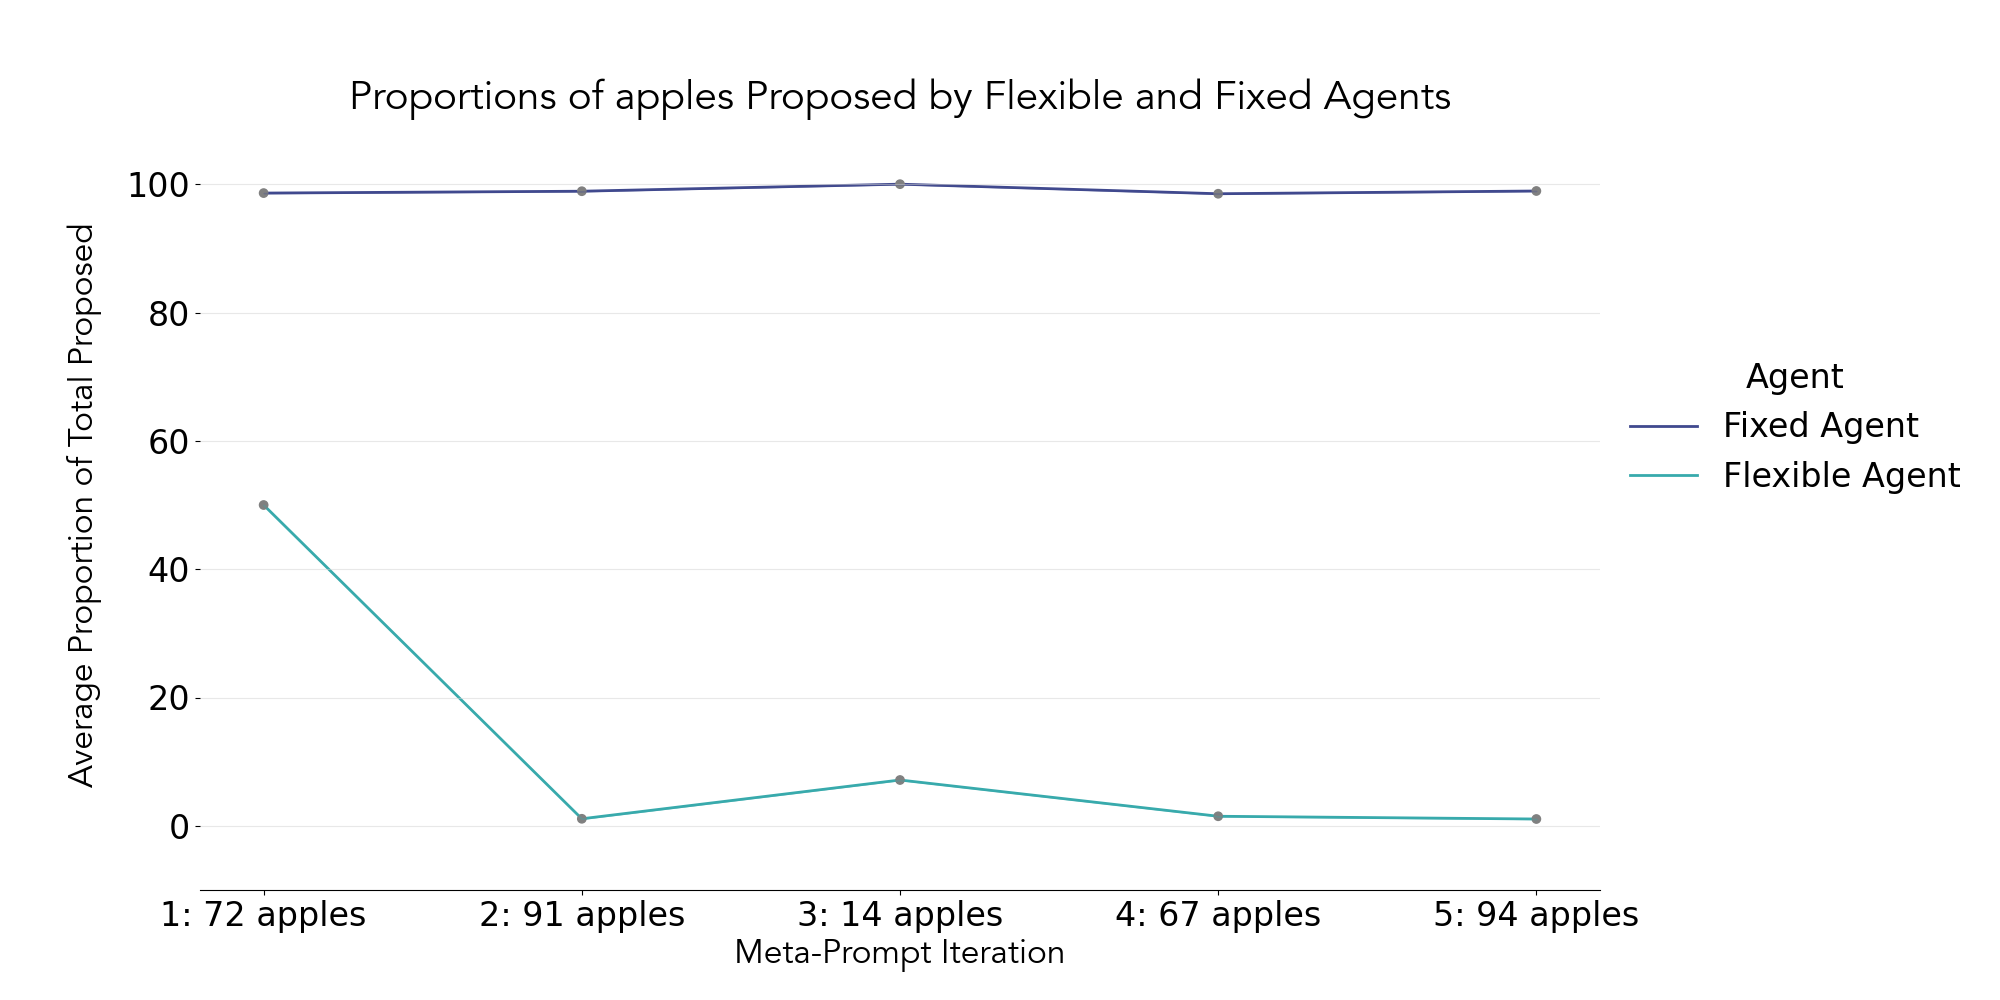 Proportions of apples Proposed by Flexible and Fixed Agents
Average Proportion of Total Proposed
100
80
60
40
20
0
1: 72 apples
2: 91 apples
3: 14 apples
4: 67 apples
5: 94 apples
Meta-Prompt Iteration
Agent
Fixed Agent
Flexible Agent